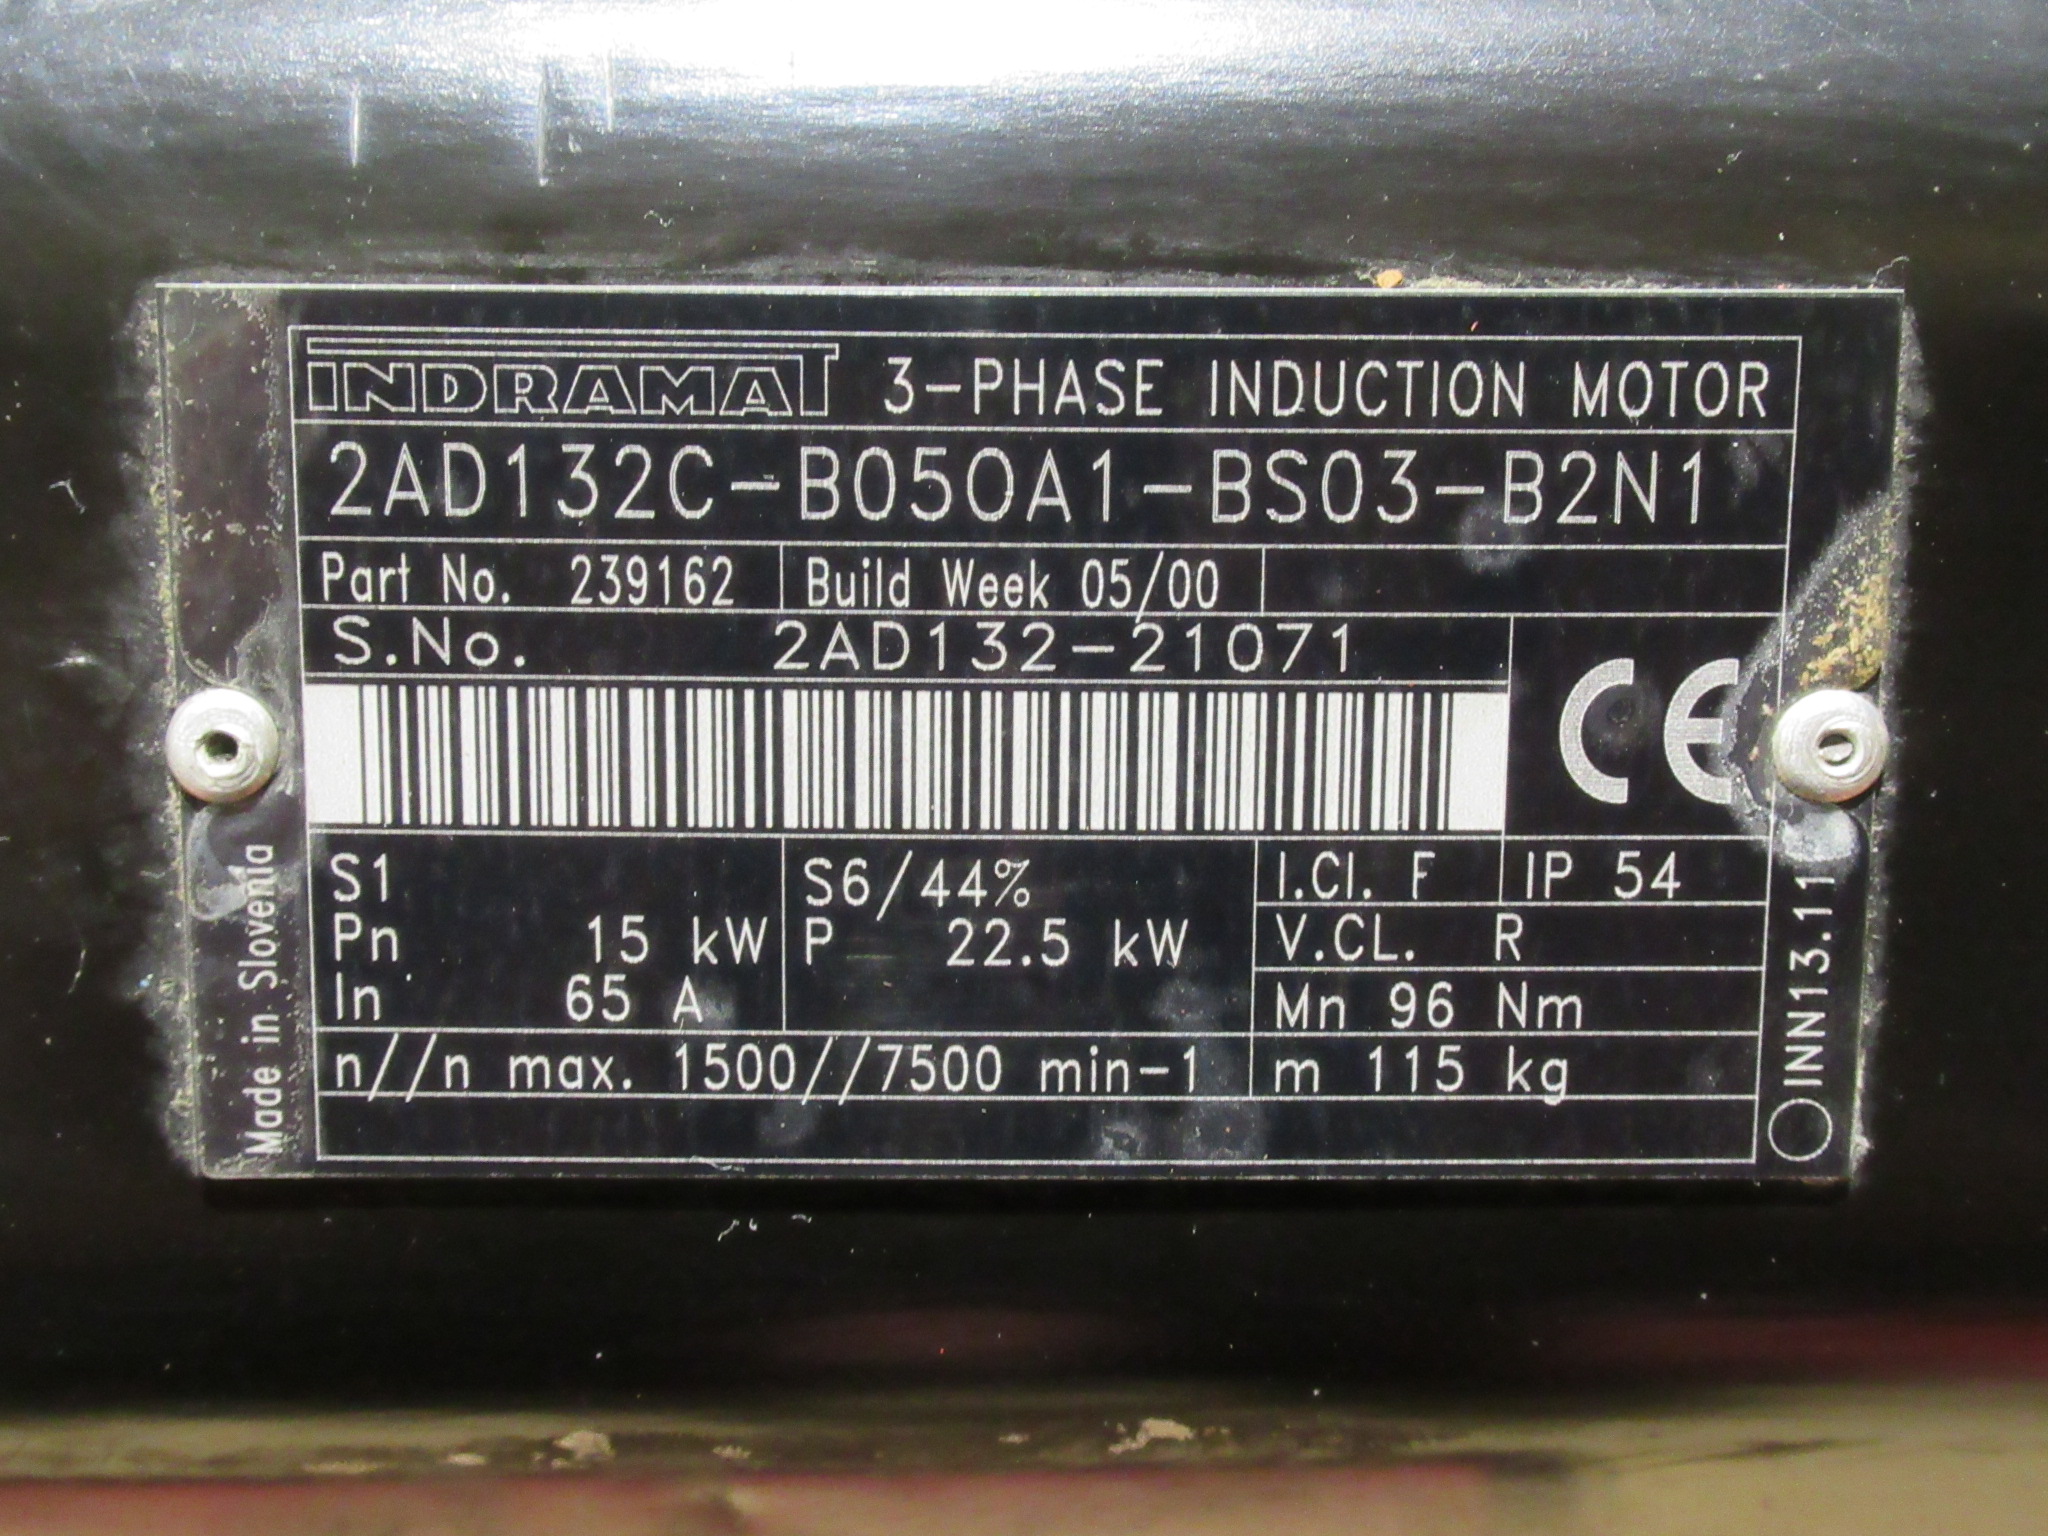 INDRAMAT 3-PHASE INDUCTION MOTOR
2AD132C-B050A1-BS03-B2N1
Part No. 239162 Build Week 05/00
S.No. 2AD132-21071
CE
S1 S6/44% I.Cl. F IP 54
Pn 15 kW P 22.5 kW V.CL. R
In 65 A Mn 96 Nm
n//n max. 1500//7500 min-1 m 115 kg
Made in Slovenia
INN13.11